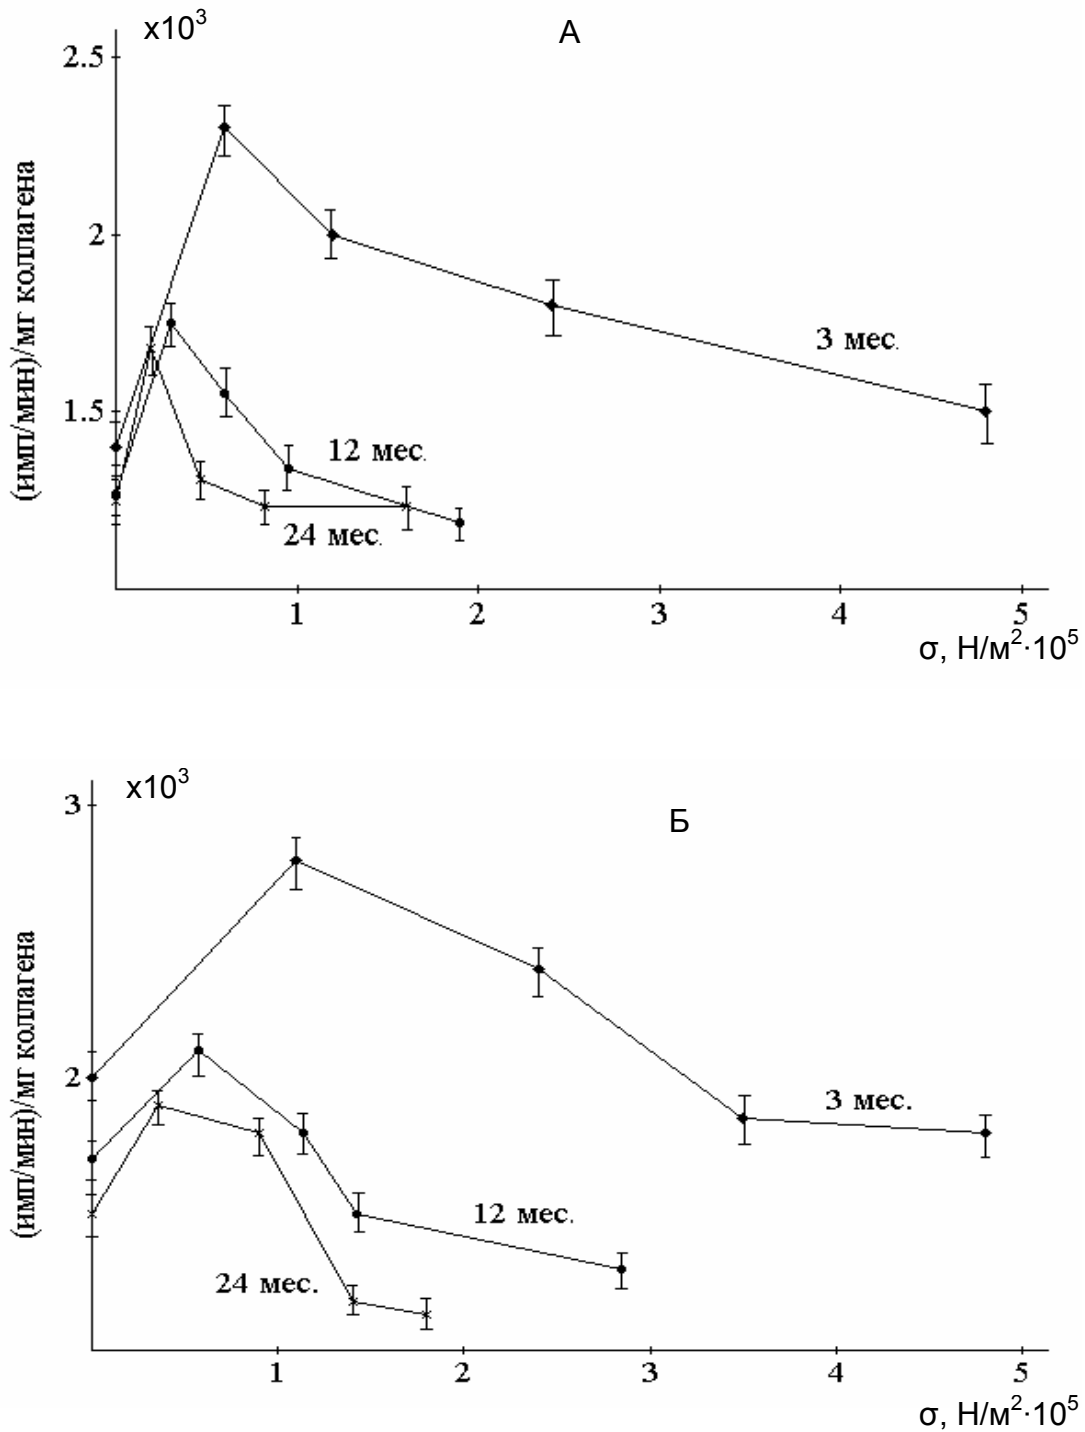 x10³
А
2.5
2
1.5
(имп/мин)/мг коллагена
3 мес.
12 мес.
24 мес.
1 2 3 4 5
σ, Н/м²·10⁵
x10³
Б
3
2
(имп/мин)/мг коллагена
3 мес.
12 мес.
24 мес.
1 2 3 4 5
σ, Н/м²·10⁵